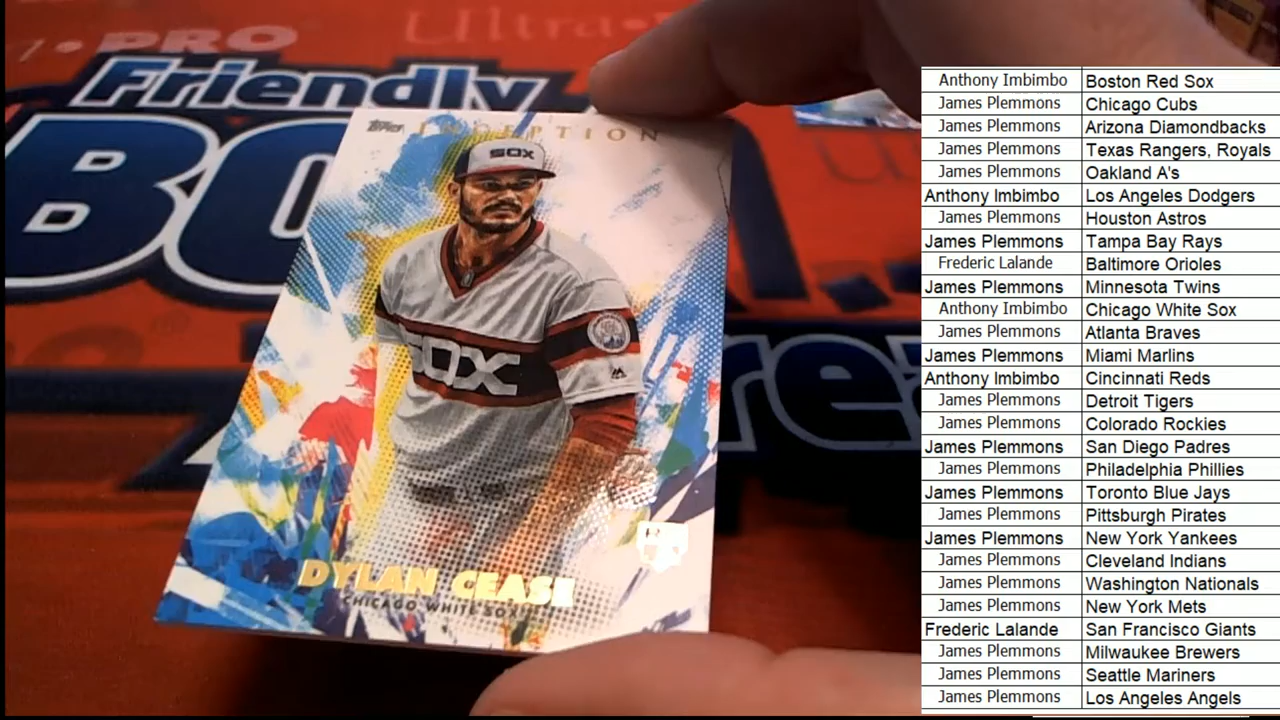 PRO
Ultra
Friendly
BO
rea
TOPPS INCEPTION
SOX
SOX
RC
DYLAN CEASE
CHICAGO WHITE SOX
Anthony Imbimbo Boston Red Sox
James Plemmons Chicago Cubs
James Plemmons Arizona Diamondbacks
James Plemmons Texas Rangers, Royals
James Plemmons Oakland A's
Anthony Imbimbo Los Angeles Dodgers
James Plemmons Houston Astros
James Plemmons Tampa Bay Rays
Frederic Lalande Baltimore Orioles
James Plemmons Minnesota Twins
Anthony Imbimbo Chicago White Sox
James Plemmons Atlanta Braves
James Plemmons Miami Marlins
Anthony Imbimbo Cincinnati Reds
James Plemmons Detroit Tigers
James Plemmons Colorado Rockies
James Plemmons San Diego Padres
James Plemmons Philadelphia Phillies
James Plemmons Toronto Blue Jays
James Plemmons Pittsburgh Pirates
James Plemmons New York Yankees
James Plemmons Cleveland Indians
James Plemmons Washington Nationals
James Plemmons New York Mets
Frederic Lalande San Francisco Giants
James Plemmons Milwaukee Brewers
James Plemmons Seattle Mariners
James Plemmons Los Angeles Angels